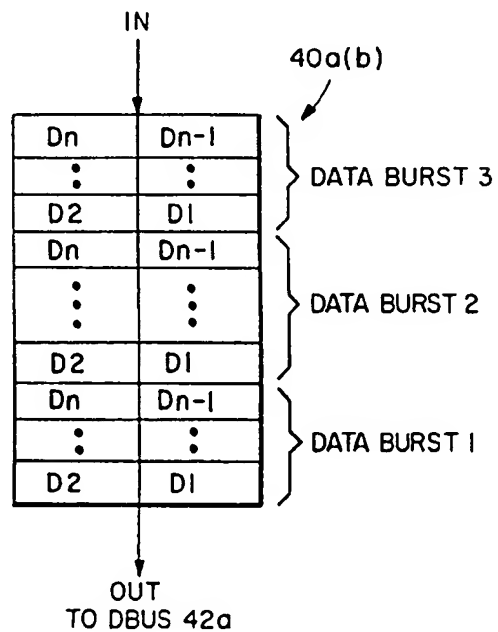 IN
40a(b)
Dn Dn-1
D2 D1
DATA BURST 3
Dn Dn-1
D2 D1
DATA BURST 2
Dn Dn-1
D2 D1
DATA BURST 1
OUT
TO DBUS 42a